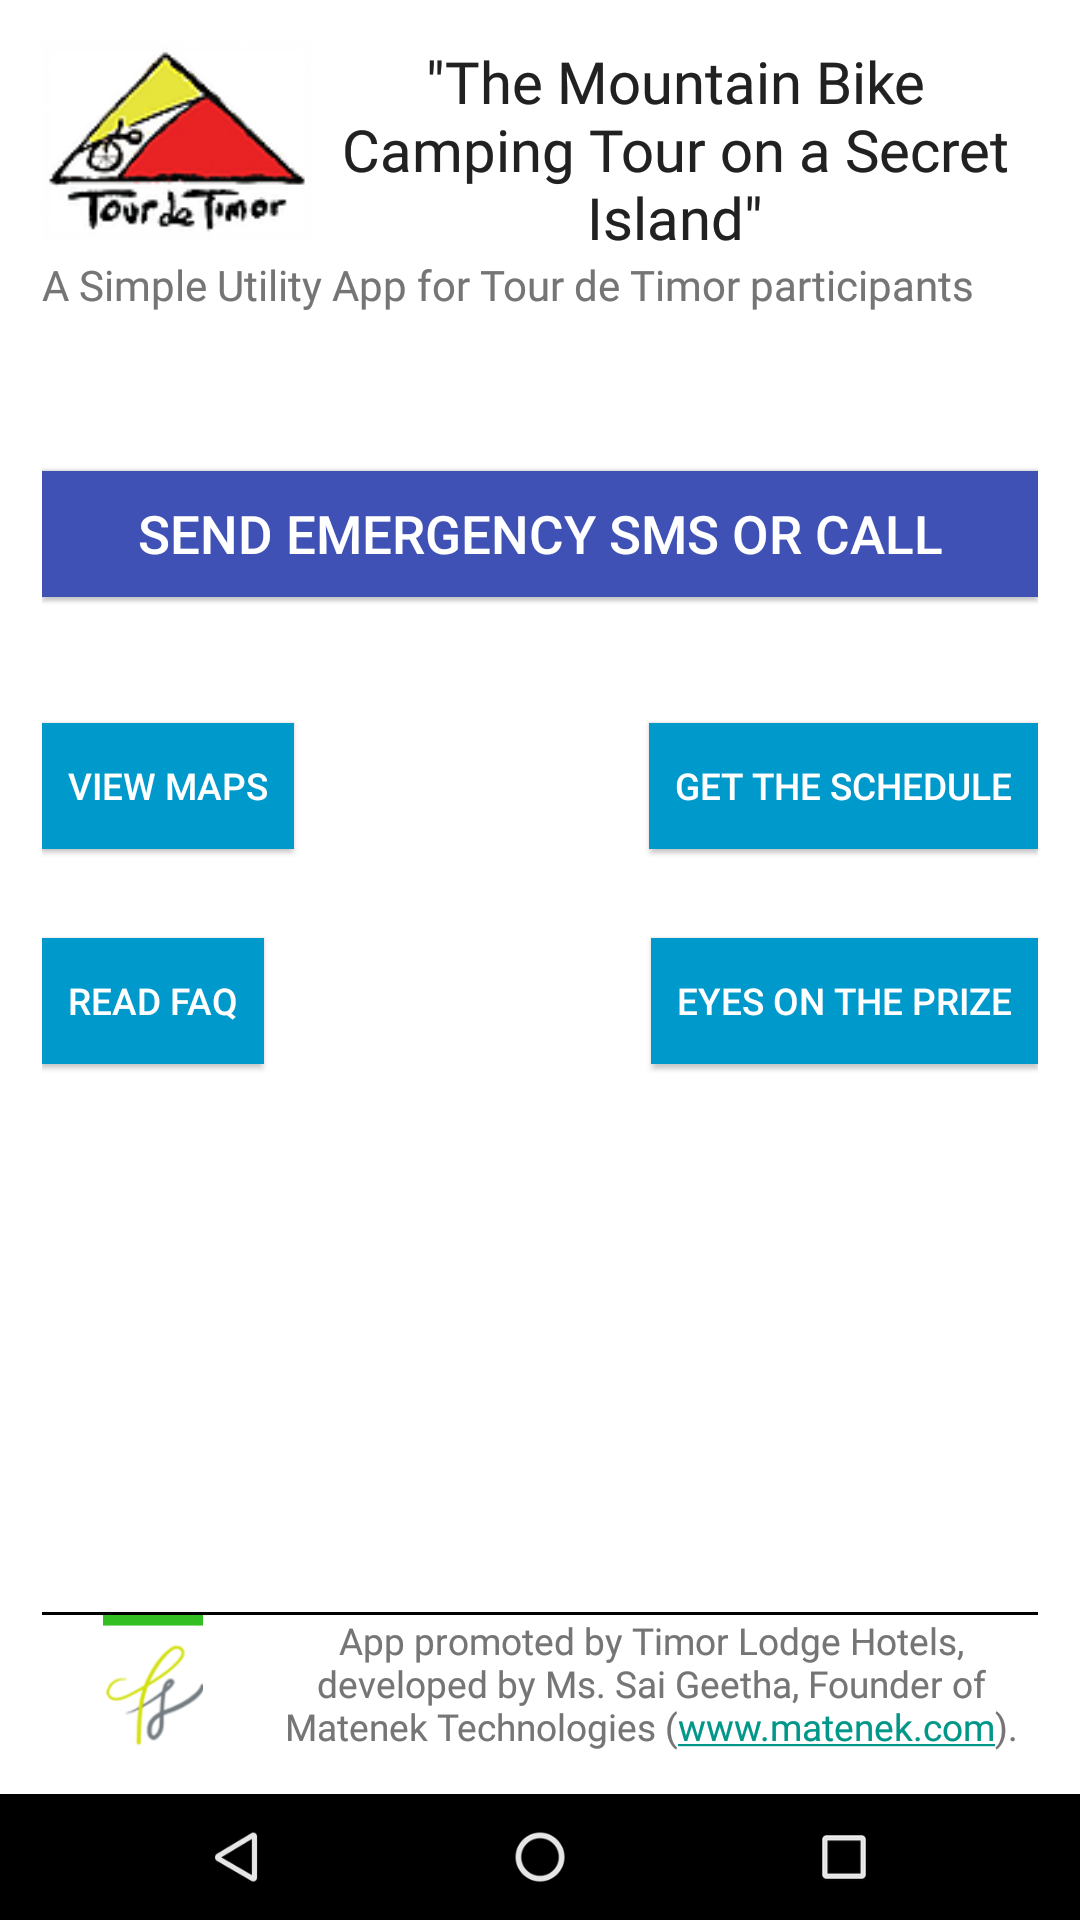 Tour de Timor
"The Mountain Bike
Camping Tour on a Secret
Island"
A Simple Utility App for Tour de Timor participants
SEND EMERGENCY SMS OR CALL
VIEW MAPS
GET THE SCHEDULE
READ FAQ
EYES ON THE PRIZE
App promoted by Timor Lodge Hotels,
developed by Ms. Sai Geetha, Founder of
Matenek Technologies (www.matenek.com).